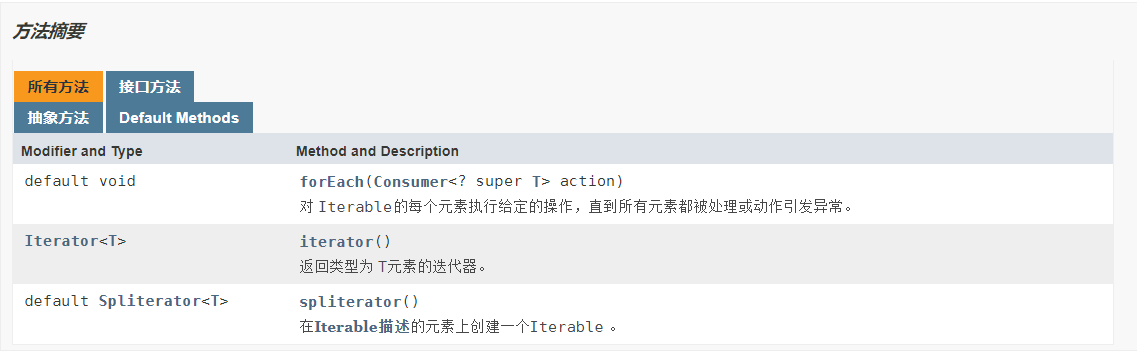 方法摘要
所有方法 接口方法
抽象方法 Default Methods
Modifier and Type Method and Description
default void forEach(Consumer<? super T> action)
对 Iterable的每个元素执行给定的操作，直到所有元素都被处理或动作引发异常。
Iterator<T> iterator()
返回类型为 T元素的迭代器。
default Spliterator<T> spliterator()
在Iterable描述的元素上创建一个Iterable 。